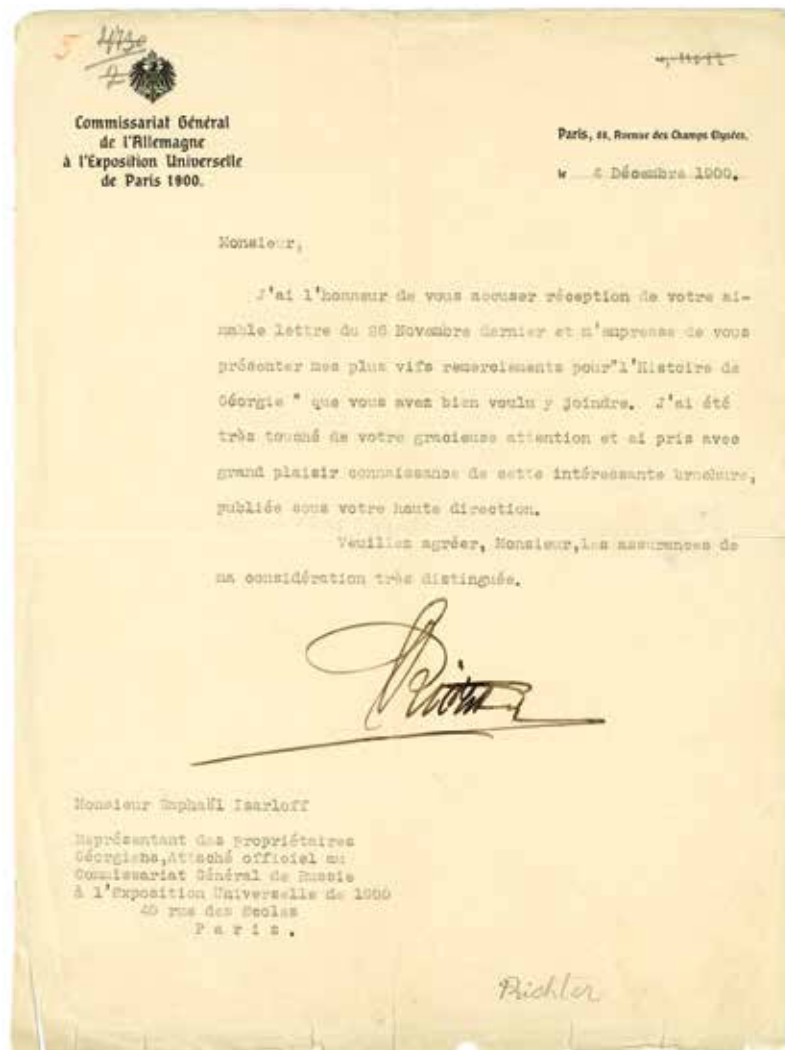 5
Commissariat Général
de l'Allemagne
à l'Exposition Universelle
de Paris 1900.
Paris, 88, Avenue des Champs Elysées.
le 4 Décembre 1900.
Monsieur,
J'ai l'honneur de vous accuser réception de votre ai-
mable lettre du 26 Novembre dernier et m'empresse de vous
présenter mes plus vifs remerciements pour "l'Histoire de
Géorgie " que vous avez bien voulu y joindre. J'ai été
très touché de votre gracieuse attention et ai pris avec
grand plaisir connaissance de cette intéressante brochure,
publiée sous votre haute direction.
Veuillez agréer, Monsieur, les assurances de
ma considération très distinguée.
Monsieur Raphaël Isarloff
Représentant des propriétaires
Géorgiens, Attaché officiel au
Commissariat Général de Russie
à l'Exposition Universelle de 1900
40 rue des Ecoles
Paris.
Richter